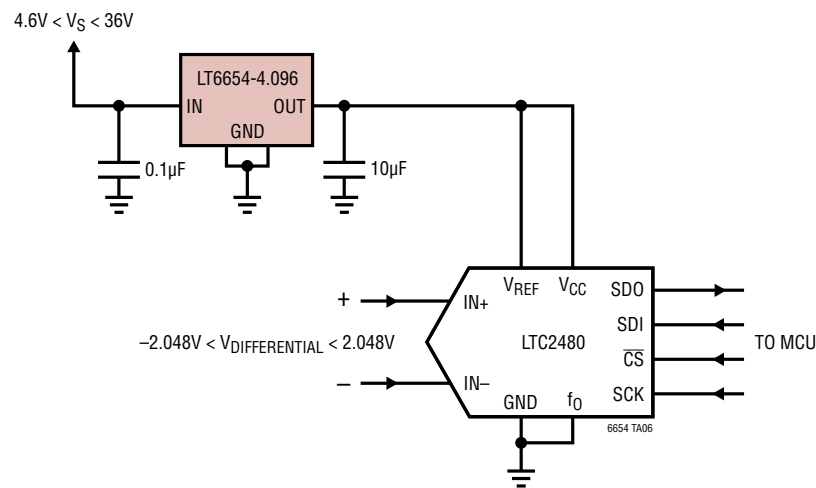 4.6V < VS < 36V
LT6654-4.096
IN OUT
GND
0.1µF
10µF
VREF VCC SDO
+ IN+
SDI
–2.048V < VDIFFERENTIAL < 2.048V
LTC2480
TO MCU
CS
– IN–
SCK
GND fO
6654 TA06